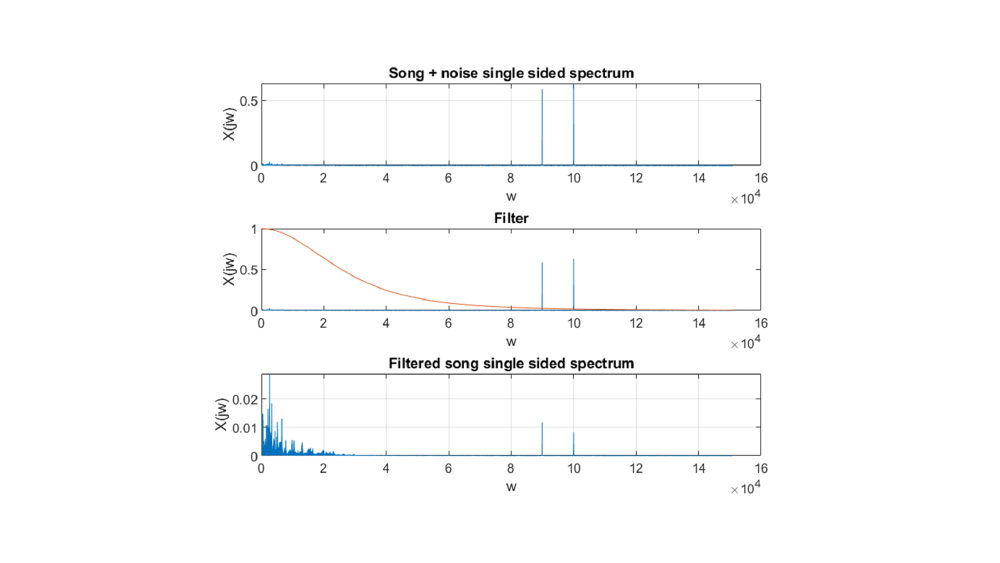 Song + noise single sided spectrum
X(jw)
0.5
0
0 2 4 6 8 10 12 14 16
w
×10^4
Filter
X(jw)
1
0.5
0
0 2 4 6 8 10 12 14 16
w
×10^4
Filtered song single sided spectrum
X(jw)
0.02
0.01
0
0 2 4 6 8 10 12 14 16
w
×10^4